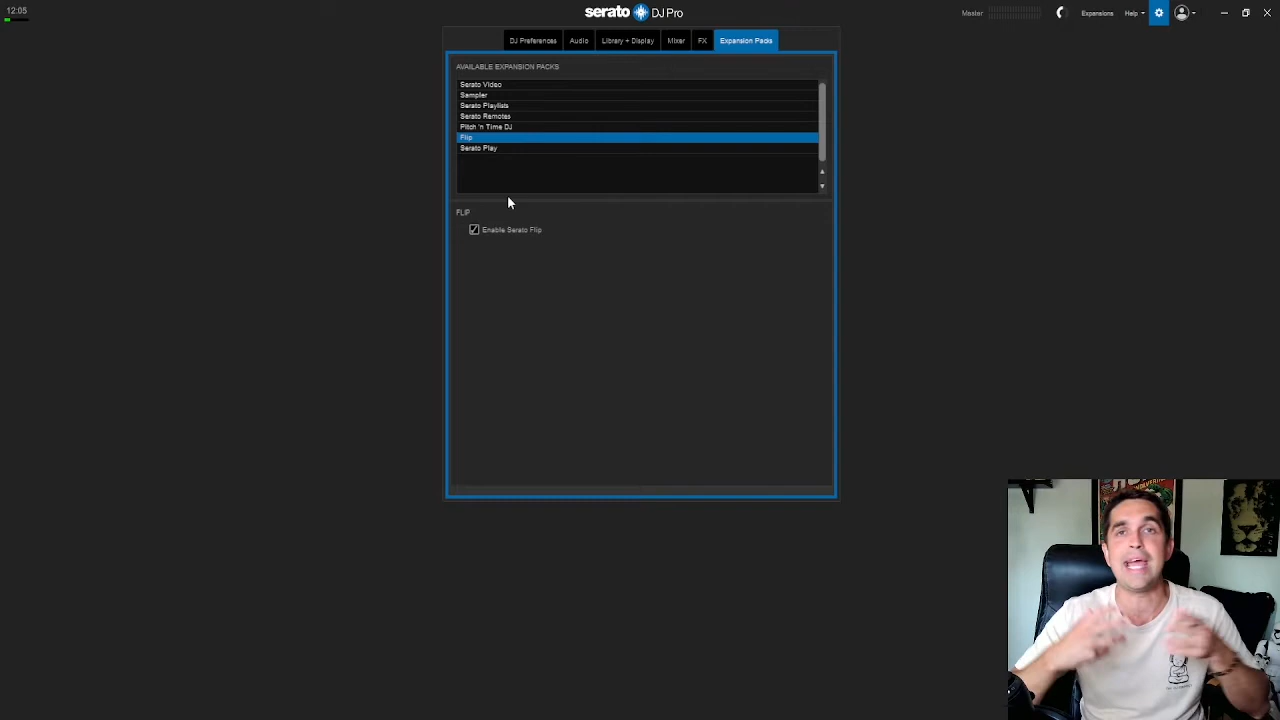 12:05
serato DJ Pro
Master
Expansions
Help
DJ Preferences
Audio
Library + Display
Mixer
FX
Expansion Packs
AVAILABLE EXPANSION PACKS
Serato Video
Sampler
Serato Playlists
Serato Remotes
Pitch 'n Time DJ
Flip
Serato Play
FLIP
Enable Serato Flip